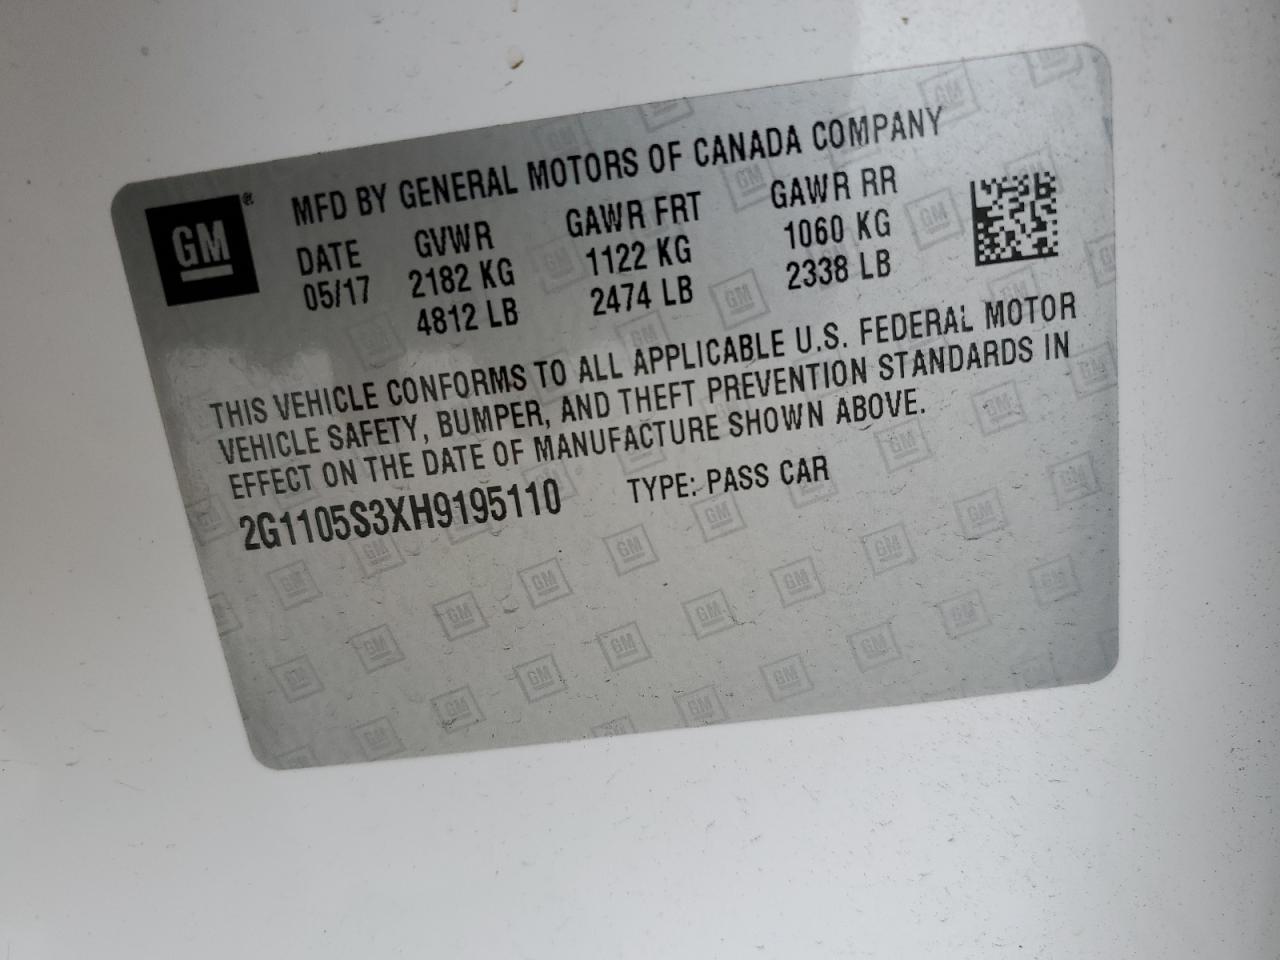 GM®
MFD BY GENERAL MOTORS OF CANADA COMPANY
DATE GVWR GAWR FRT GAWR RR
05/17 2182 KG 1122 KG 1060 KG
4812 LB 2474 LB 2338 LB
THIS VEHICLE CONFORMS TO ALL APPLICABLE U.S. FEDERAL MOTOR
VEHICLE SAFETY, BUMPER, AND THEFT PREVENTION STANDARDS IN
EFFECT ON THE DATE OF MANUFACTURE SHOWN ABOVE.
2G1105S3XH9195110 TYPE: PASS CAR